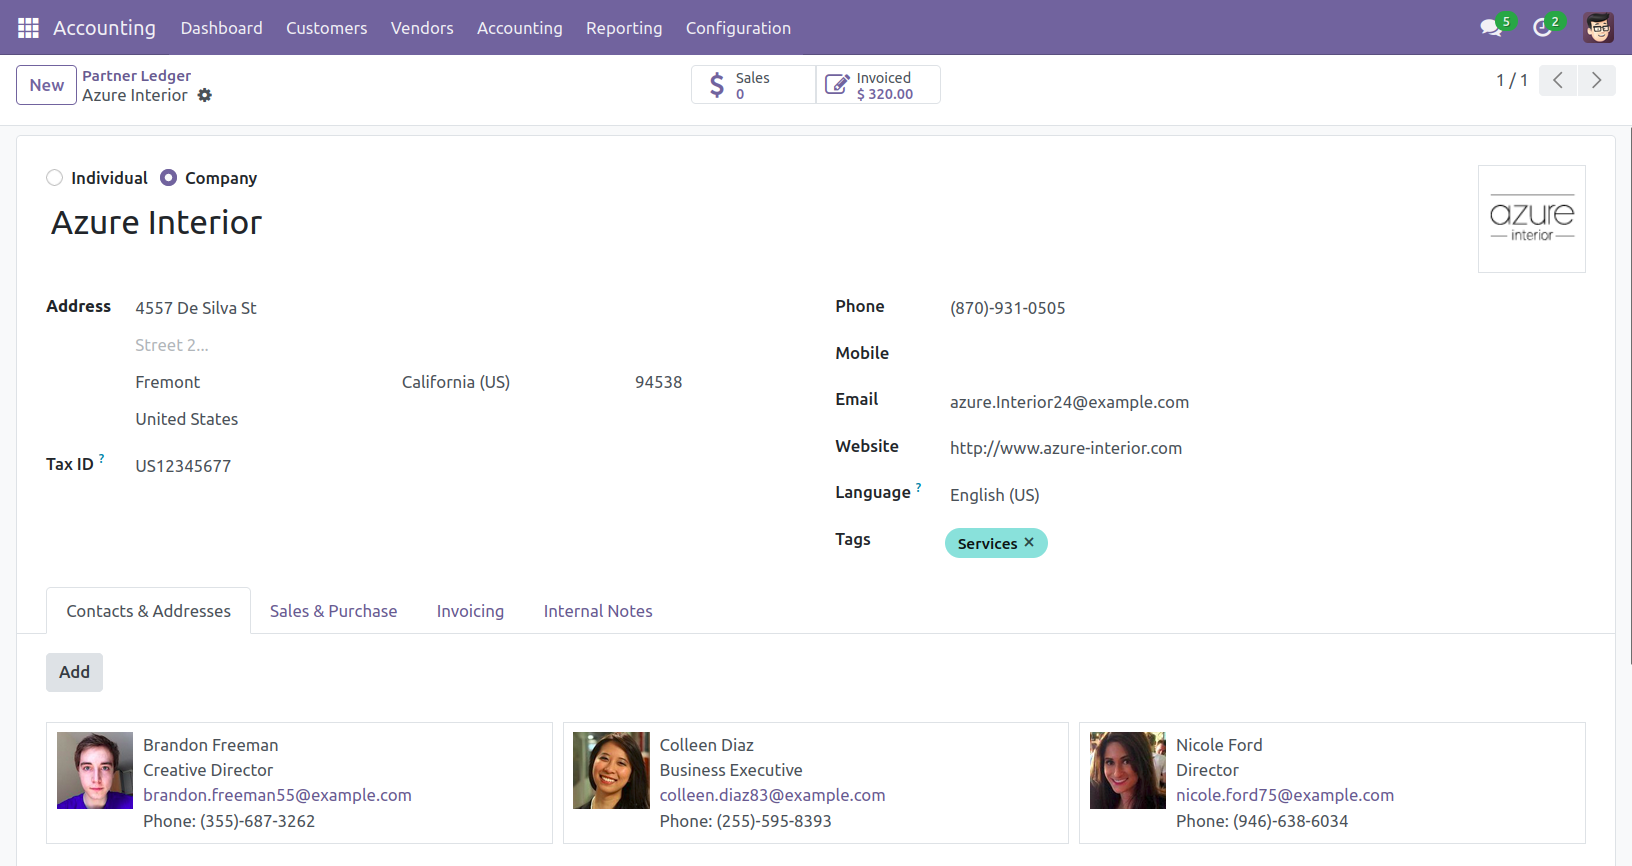 Accounting Dashboard Customers Vendors Accounting Reporting Configuration 5 2
New
Partner Ledger
Azure Interior
Sales
0
Invoiced
$ 320.00
1 / 1
Individual Company
Azure Interior
azure
interior
Address 4557 De Silva St
Street 2...
Fremont California (US) 94538
United States
Tax ID ? US12345677
Phone (870)-931-0505
Mobile
Email azure.Interior24@example.com
Website http://www.azure-interior.com
Language ? English (US)
Tags Services ×
Contacts & Addresses Sales & Purchase Invoicing Internal Notes
Add
Brandon Freeman
Creative Director
brandon.freeman55@example.com
Phone: (355)-687-3262
Colleen Diaz
Business Executive
colleen.diaz83@example.com
Phone: (255)-595-8393
Nicole Ford
Director
nicole.ford75@example.com
Phone: (946)-638-6034